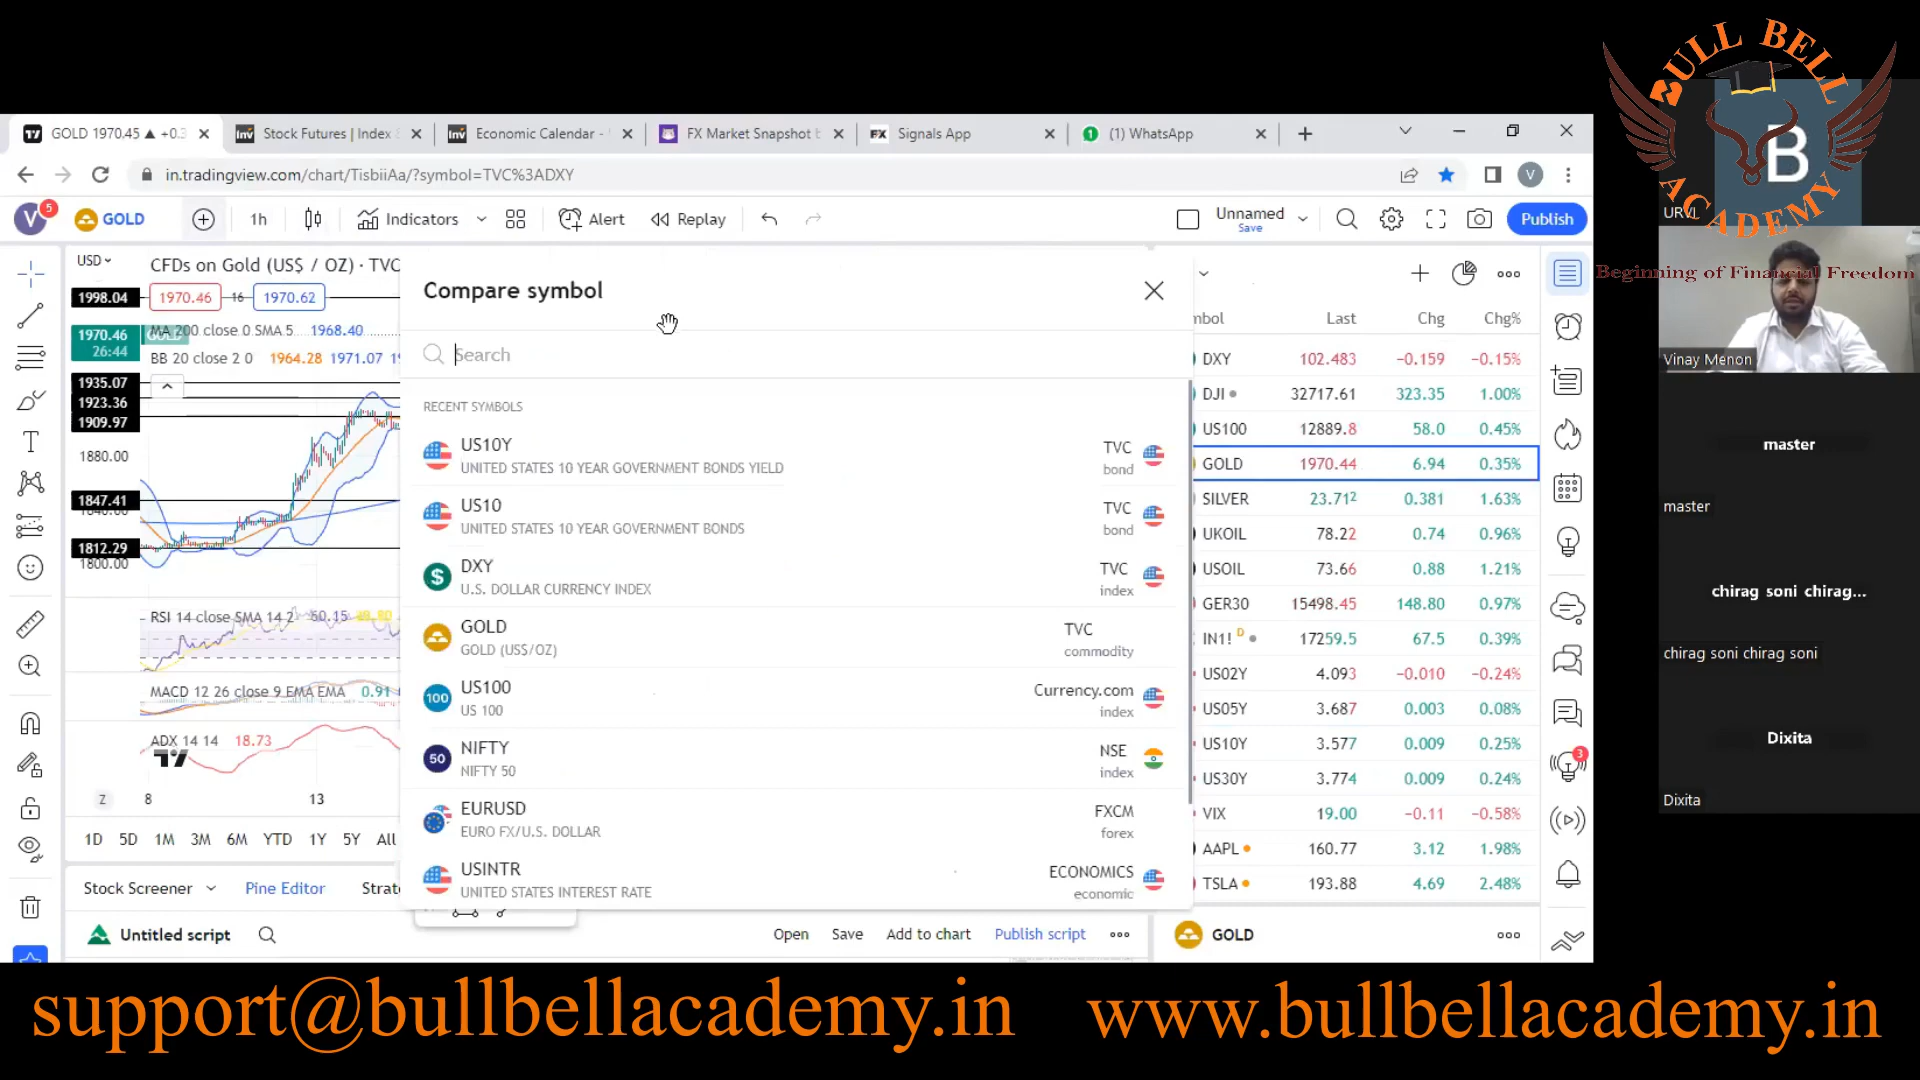 BULL BELL
ACADEMY
Beginning of Financial Freedom
B
URVI
GOLD 1970.45 ▲ +0.3
Stock Futures | Index
Economic Calendar -
FX Market Snapshot
Signals App
(1) WhatsApp
in.tradingview.com/chart/TisbiiAa/?symbol=TVC%3ADXY
V
V
5
GOLD
1h
Indicators
Alert
Replay
Unnamed
Save
Publish
USD
CFDs on Gold (US$ / OZ) · TVC
1998.04
1970.46
16
1970.62
1970.46
26:44
GOLD
MA 200 close 0 SMA 5 1968.40
BB 20 close 2 0 1964.28 1971.07
1935.07
1923.36
1909.97
1880.00
1847.41
1840.00
1812.29
1800.00
RSI 14 close SMA 14 2 60.15
MACD 12 26 close 9 EMA EMA 0.91
ADX 14 14 18.73
Z
8
13
1D 5D 1M 3M 6M YTD 1Y 5Y All
Stock Screener
Pine Editor
Untitled script
Open
Save
Add to chart
Publish script
Compare symbol
Search
RECENT SYMBOLS
US10Y
UNITED STATES 10 YEAR GOVERNMENT BONDS YIELD
TVC
bond
US10
UNITED STATES 10 YEAR GOVERNMENT BONDS
TVC
bond
DXY
U.S. DOLLAR CURRENCY INDEX
TVC
index
GOLD
GOLD (US$/OZ)
TVC
commodity
100
US100
US 100
Currency.com
index
50
NIFTY
NIFTY 50
NSE
index
EURUSD
EURO FX/U.S. DOLLAR
FXCM
forex
USINTR
UNITED STATES INTEREST RATE
ECONOMICS
economic
Last Chg Chg%
DXY 102.483 −0.159 −0.15%
DJI 32717.61 323.35 1.00%
US100 12889.8 58.0 0.45%
GOLD 1970.44 6.94 0.35%
SILVER 23.712 0.381 1.63%
UKOIL 78.22 0.74 0.96%
USOIL 73.66 0.88 1.21%
GER30 15498.45 148.80 0.97%
IN1! D 17259.5 67.5 0.39%
US02Y 4.093 −0.010 −0.24%
US05Y 3.687 0.003 0.08%
US10Y 3.577 0.009 0.25%
US30Y 3.774 0.009 0.24%
VIX 19.00 −0.11 −0.58%
AAPL 160.77 3.12 1.98%
TSLA 193.88 4.69 2.48%
GOLD
3
Vinay Menon
master
master
chirag soni chirag...
chirag soni chirag soni
Dixita
Dixita
support@bullbellacademy.in
www.bullbellacademy.in